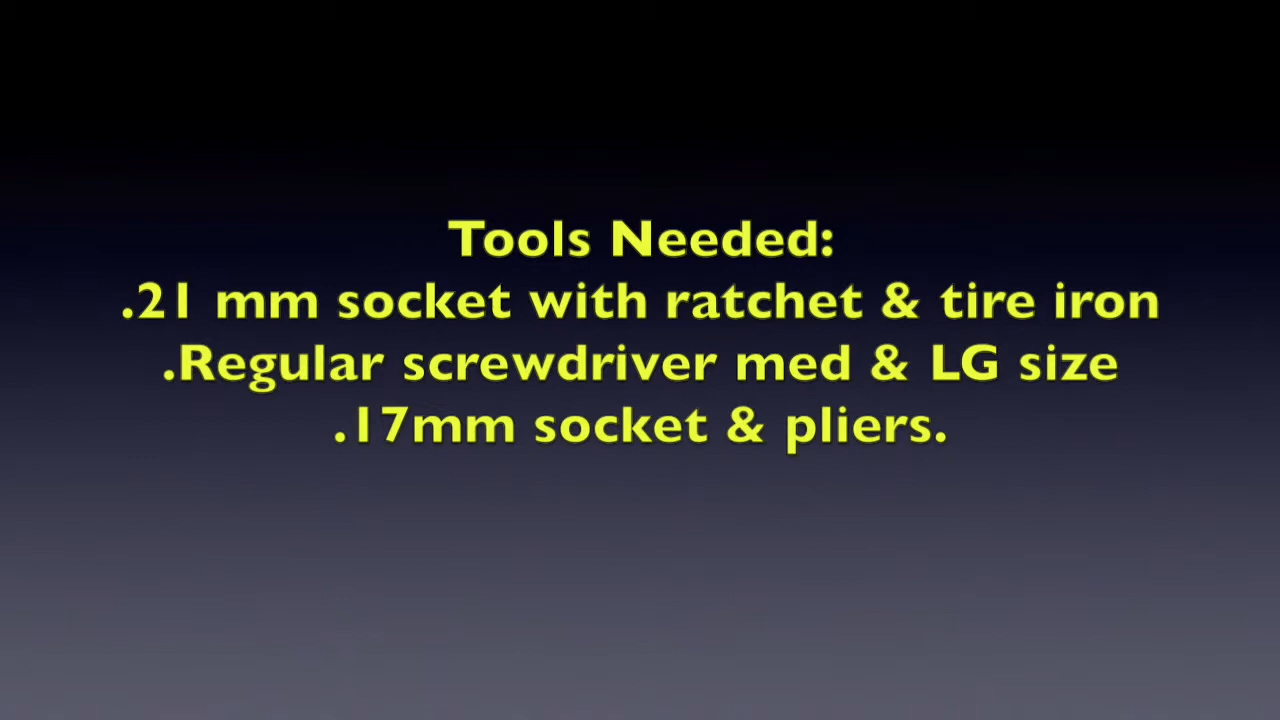 Tools Needed:
.21 mm socket with ratchet & tire iron
.Regular screwdriver med & LG size
.17mm socket & pliers.